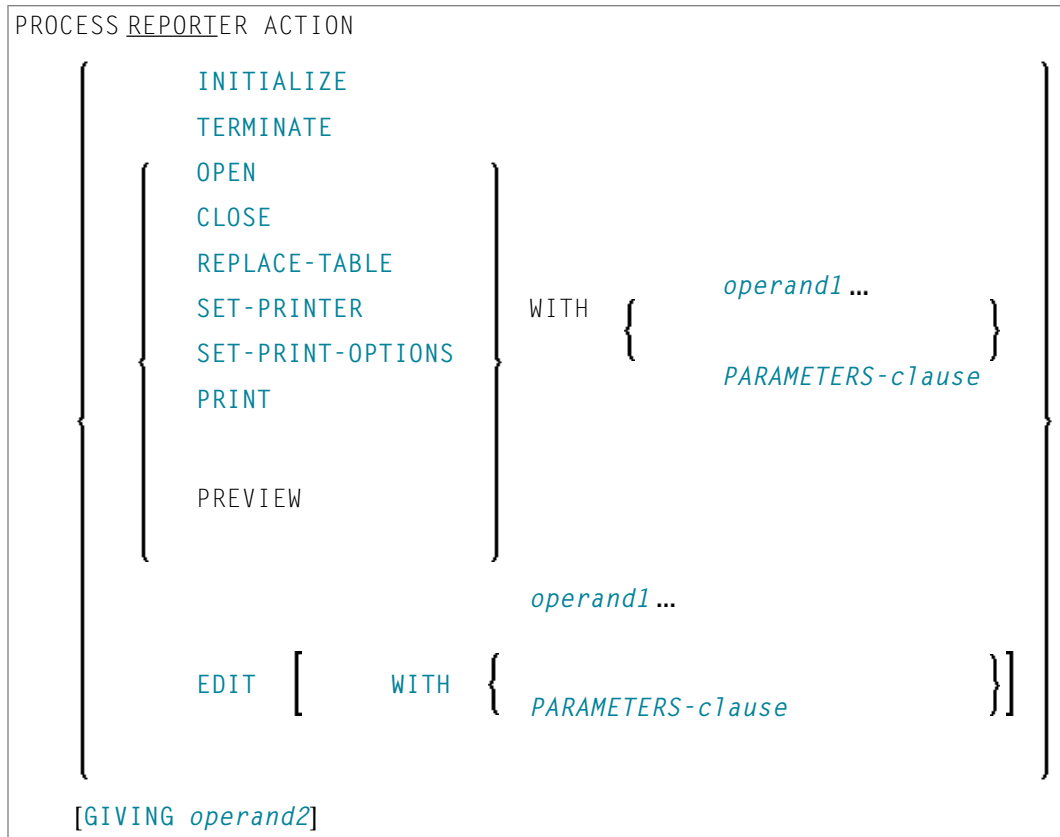 PROCESS REPORTER ACTION
INITIALIZE
TERMINATE
OPEN
CLOSE
REPLACE-TABLE
SET-PRINTER
SET-PRINT-OPTIONS
PRINT
PREVIEW
WITH { operand1 ... }
PARAMETERS-clause
operand1 ...
EDIT [ WITH { }]
PARAMETERS-clause
[GIVING operand2]